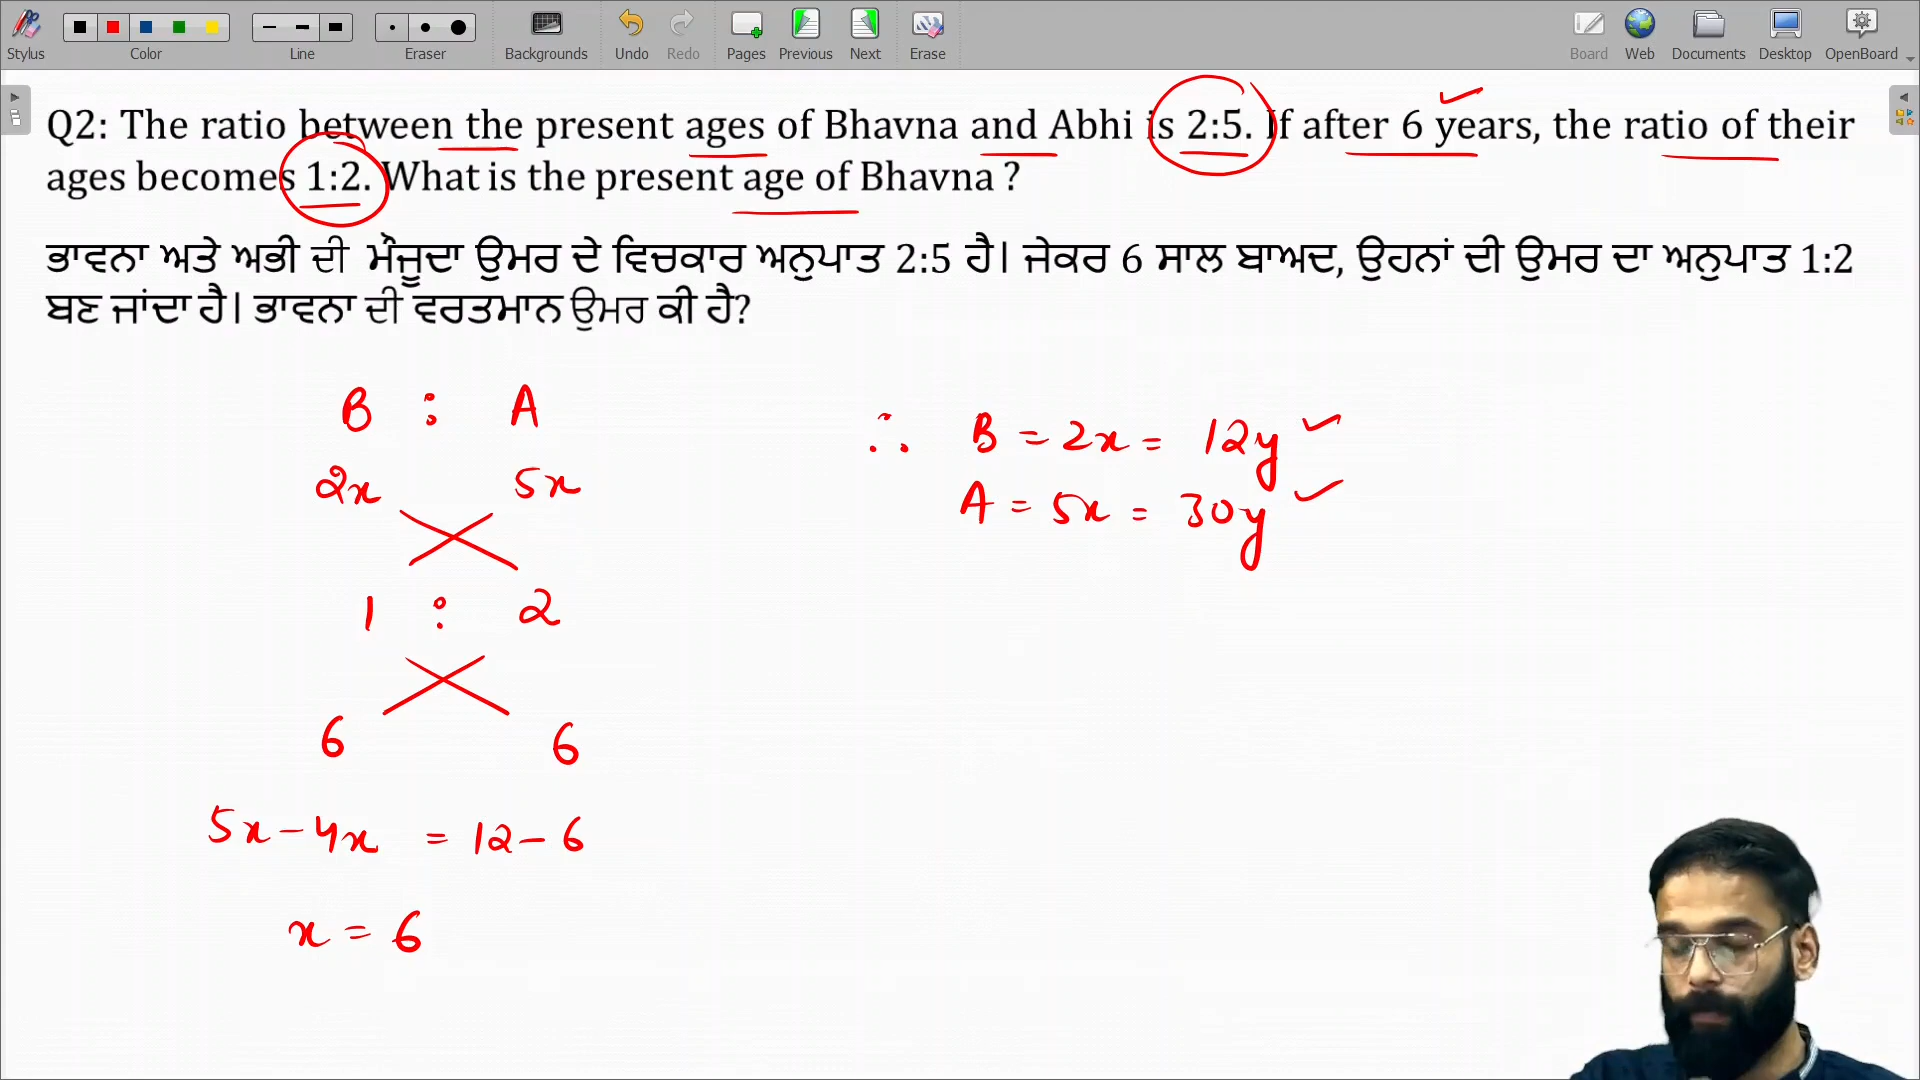 Stylus Color Line Eraser Backgrounds Undo Redo Pages Previous Next Erase Board Web Documents Desktop OpenBoard
Q2: The ratio between the present ages of Bhavna and Abhi is 2:5. If after 6 years, the ratio of their
ages becomes 1:2. What is the present age of Bhavna ?
ਭਾਵਨਾ ਅਤੇ ਅਭੀ ਦੀ ਮੌਜੂਦਾ ਉਮਰ ਦੇ ਵਿਚਕਾਰ ਅਨੁਪਾਤ 2:5 ਹੈ। ਜੇਕਰ 6 ਸਾਲ ਬਾਅਦ, ਉਹਨਾਂ ਦੀ ਉਮਰ ਦਾ ਅਨੁਪਾਤ 1:2
ਬਣ ਜਾਂਦਾ ਹੈ। ਭਾਵਨਾ ਦੀ ਵਰਤਮਾਨ ਉਮਰ ਕੀ ਹੈ?
B : A
2x 5x
1 : 2
6 6
5x - 4x = 12 - 6
x = 6
∴ B = 2x = 12y ✓
A = 5x = 30y ✓